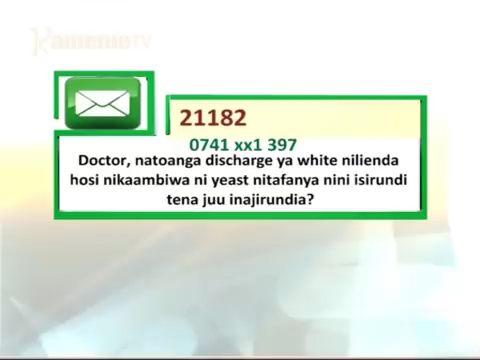 KamemeTV
21182
0741 xx1 397
Doctor, natoanga discharge ya white nilienda
hosi nikaambiwa ni yeast nitafanya nini isirundi
tena juu inajirundia?